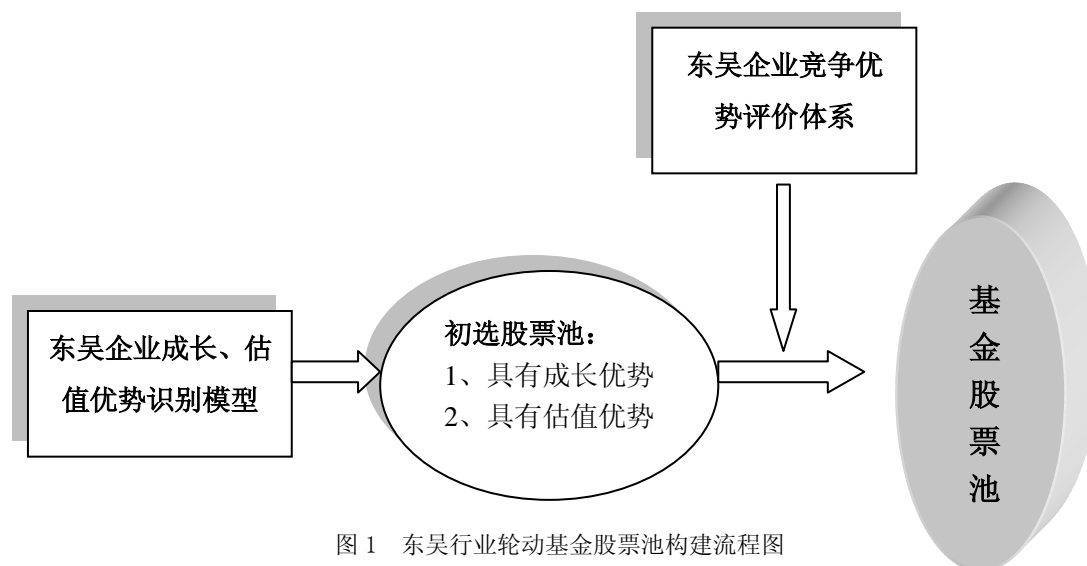 东吴企业竞争优
势评价体系
东吴企业成长、估
值优势识别模型
初选股票池：
1、具有成长优势
2、具有估值优势
基
金
股
票
池
图 1 东吴行业轮动基金股票池构建流程图